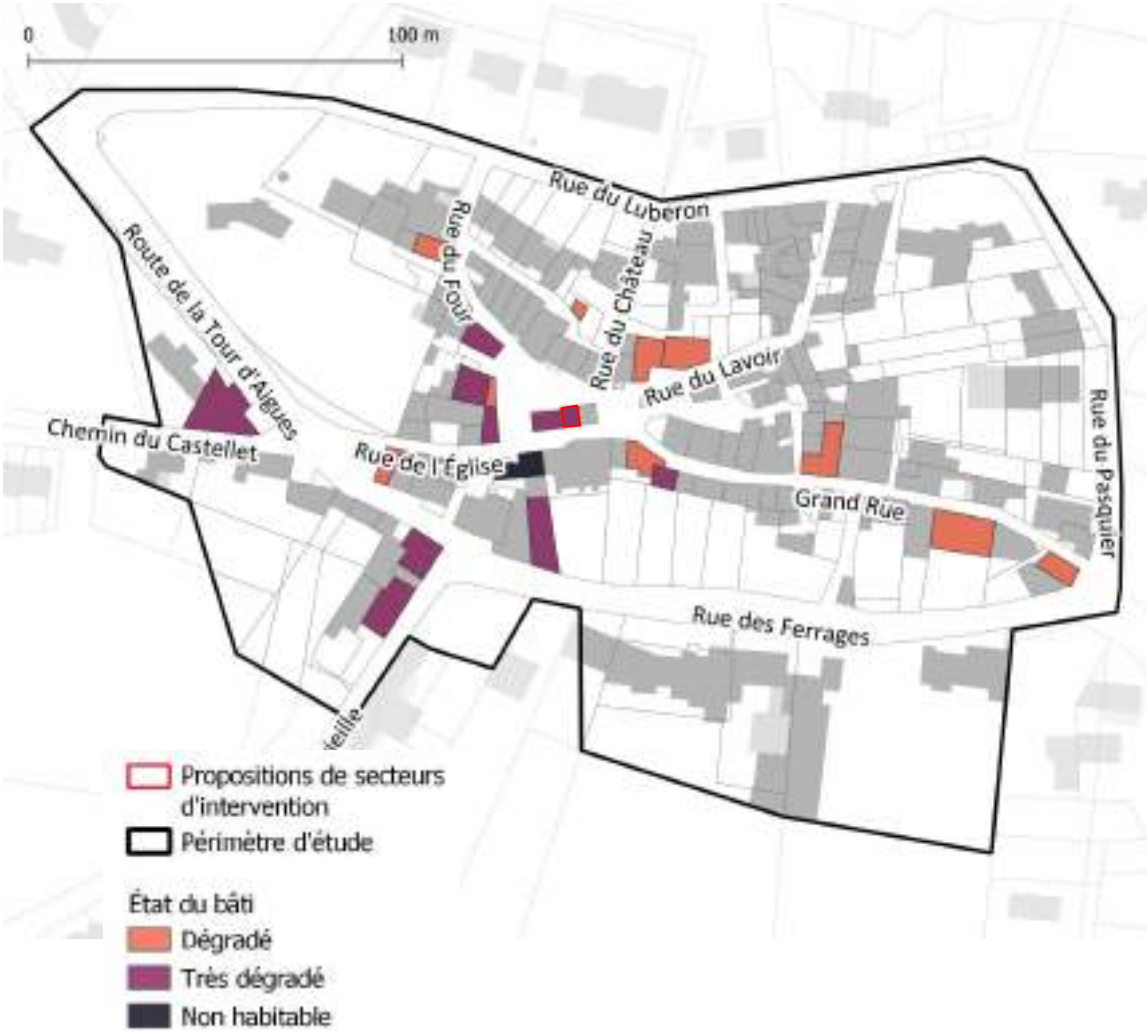 0
100 m
Rue du Luberon
Rue du Four
Rue du Château
Route de la Tour d'Aigues
Rue du Lavoir
Chemin du Castellet
Rue de l'Église
Grand Rue
Rue du Pasquier
Rue des Ferrages
ieille
Propositions de secteurs
d'intervention
Périmètre d'étude
État du bâti
Dégradé
Très dégradé
Non habitable